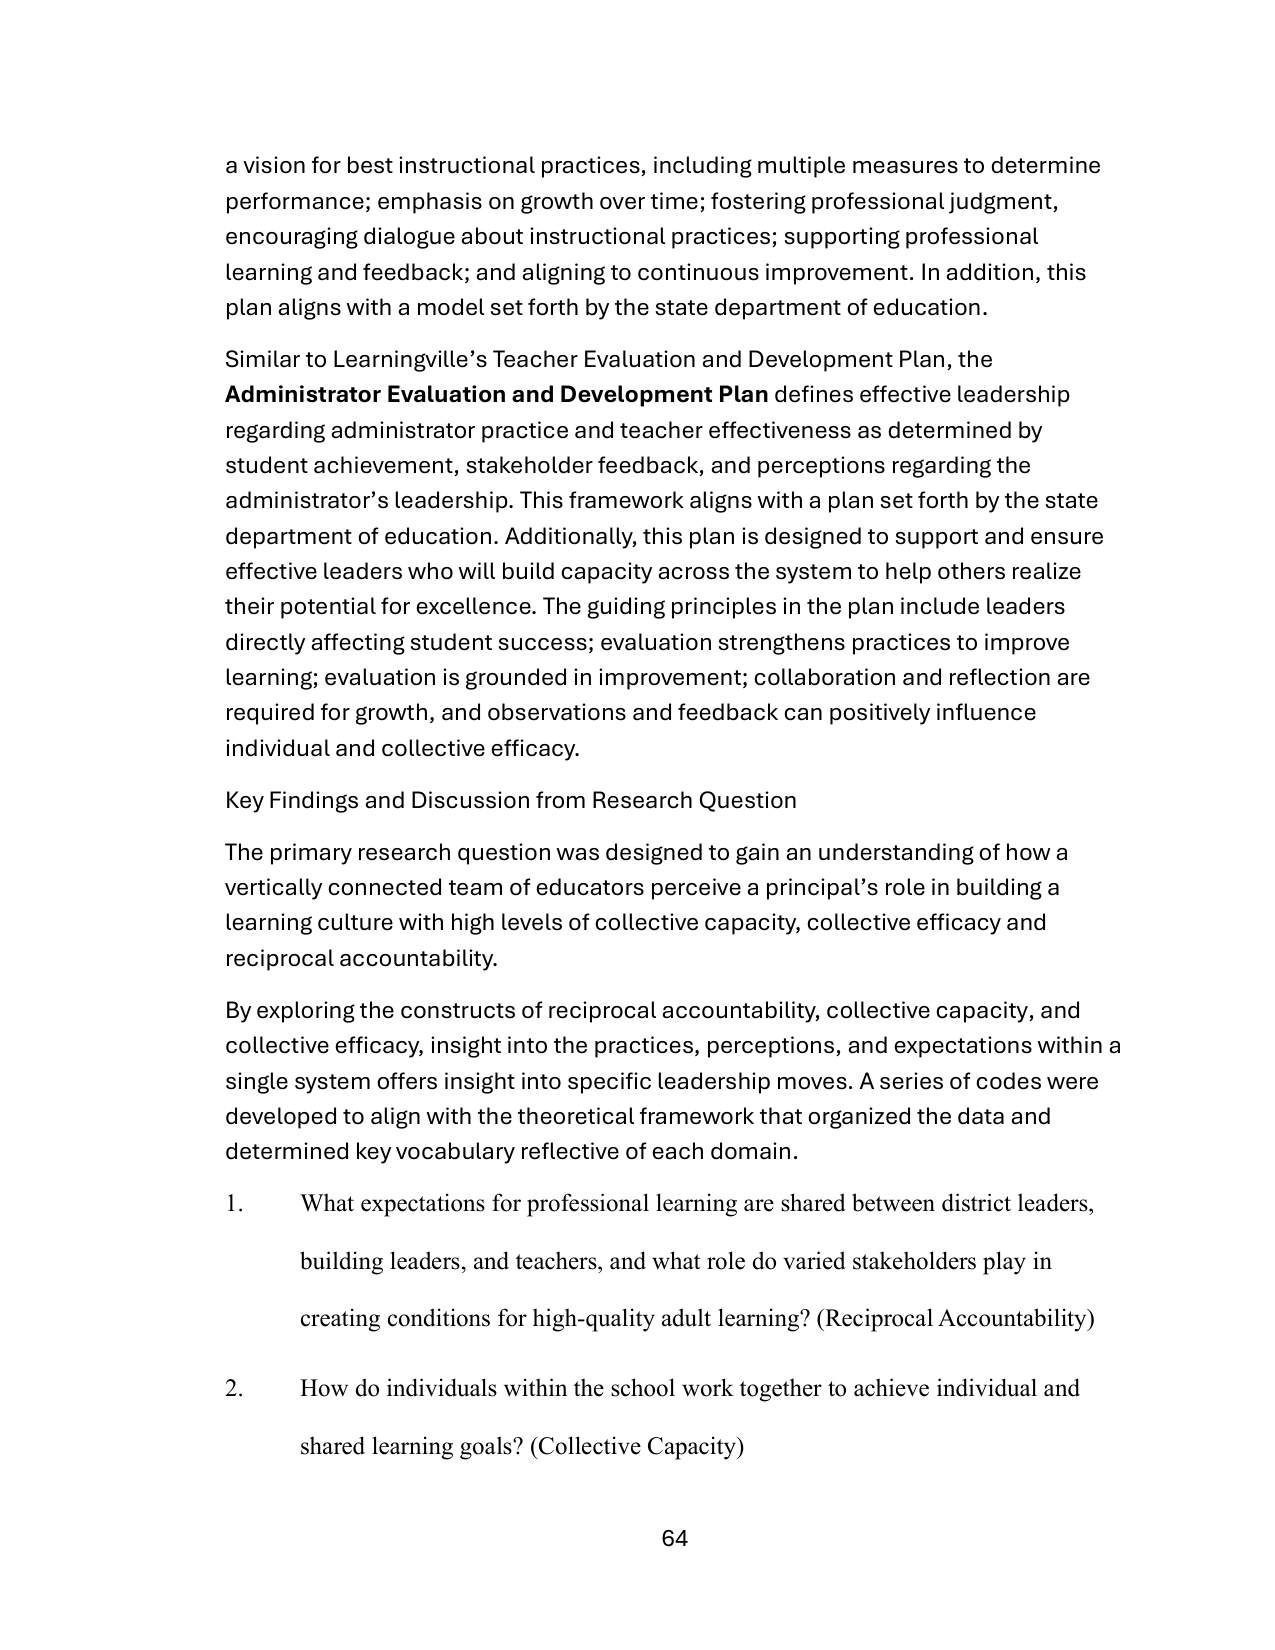 a vision for best instructional practices, including multiple measures to determine
performance; emphasis on growth over time; fostering professional judgment,
encouraging dialogue about instructional practices; supporting professional
learning and feedback; and aligning to continuous improvement. In addition, this
plan aligns with a model set forth by the state department of education.
Similar to Learningville’s Teacher Evaluation and Development Plan, the
Administrator Evaluation and Development Plan defines effective leadership
regarding administrator practice and teacher effectiveness as determined by
student achievement, stakeholder feedback, and perceptions regarding the
administrator’s leadership. This framework aligns with a plan set forth by the state
department of education. Additionally, this plan is designed to support and ensure
effective leaders who will build capacity across the system to help others realize
their potential for excellence. The guiding principles in the plan include leaders
directly affecting student success; evaluation strengthens practices to improve
learning; evaluation is grounded in improvement; collaboration and reflection are
required for growth, and observations and feedback can positively influence
individual and collective efficacy.
Key Findings and Discussion from Research Question
The primary research question was designed to gain an understanding of how a
vertically connected team of educators perceive a principal’s role in building a
learning culture with high levels of collective capacity, collective efficacy and
reciprocal accountability.
By exploring the constructs of reciprocal accountability, collective capacity, and
collective efficacy, insight into the practices, perceptions, and expectations within a
single system offers insight into specific leadership moves. A series of codes were
developed to align with the theoretical framework that organized the data and
determined key vocabulary reflective of each domain.
1. What expectations for professional learning are shared between district leaders,
building leaders, and teachers, and what role do varied stakeholders play in
creating conditions for high-quality adult learning? (Reciprocal Accountability)
2. How do individuals within the school work together to achieve individual and
shared learning goals? (Collective Capacity)
64